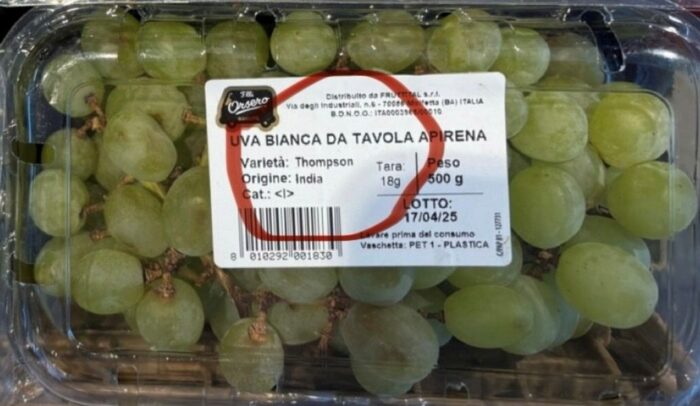 F.lli
Orsero
Distribuito da FRUTTITAL s.r.l.
Via degli Industriali, n.6 - 70056 Molfetta (BA) ITALIA
B.D.N.O.O.:
UVA BIANCA DA TAVOLA APIRENA
Varietà: Thompson
Origine: India
Cat.: <I>
Tara:
18g
Peso
500 g
LOTTO:
17/04/25
Lavare prima del consumo
Vaschetta: PET 1 - PLASTICA
8 010292 001830